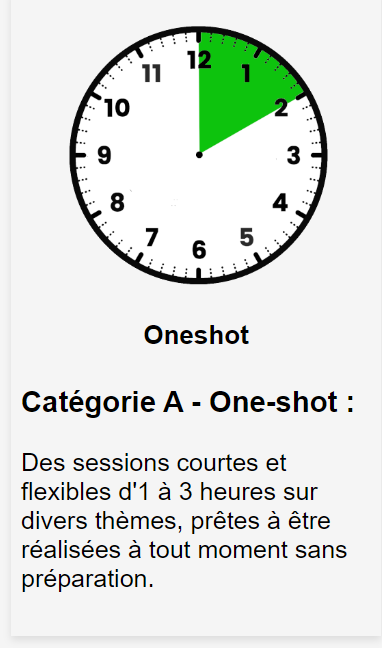 12
11
1
10
2
9
3
8
4
7
5
6
Oneshot
Catégorie A - One-shot :
Des sessions courtes et
flexibles d'1 à 3 heures sur
divers thèmes, prêtes à être
réalisées à tout moment sans
préparation.